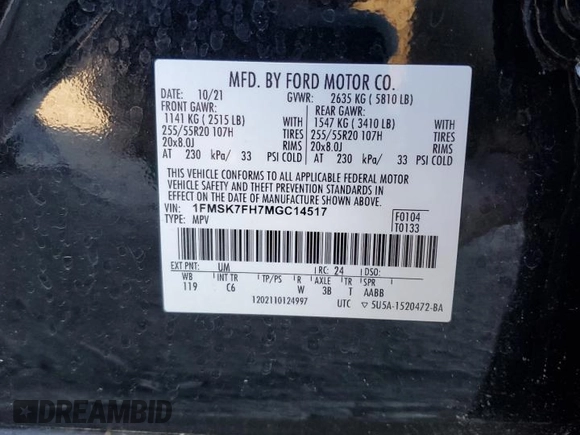 MFD. BY FORD MOTOR CO.
DATE: 10/21 GVWR: 2635 KG ( 5810 LB)
FRONT GAWR: REAR GAWR:
1141 KG ( 2515 LB) WITH 1547 KG ( 3410 LB) WITH
255/55R20 107H TIRES 255/55R20 107H TIRES
20x8.0J RIMS 20x8.0J RIMS
AT 230 kPa/ 33 PSI COLD AT 230 kPa/ 33 PSI COLD
THIS VEHICLE CONFORMS TO ALL APPLICABLE FEDERAL MOTOR
VEHICLE SAFETY AND THEFT PREVENTION STANDARDS IN
EFFECT ON THE DATE OF MANUFACTURE SHOWN ABOVE.
VIN: 1FMSK7FH7MGC14517 F0104
TYPE: MPV T0133
EXT PNT: UM RC: 24 DSO:
WB INT TR TP/PS R AXLE TR SPR
119 C6 W 3B T AABB
1202110124997 UTC ▽ 5U5A-1520472-BA
DREAMBID